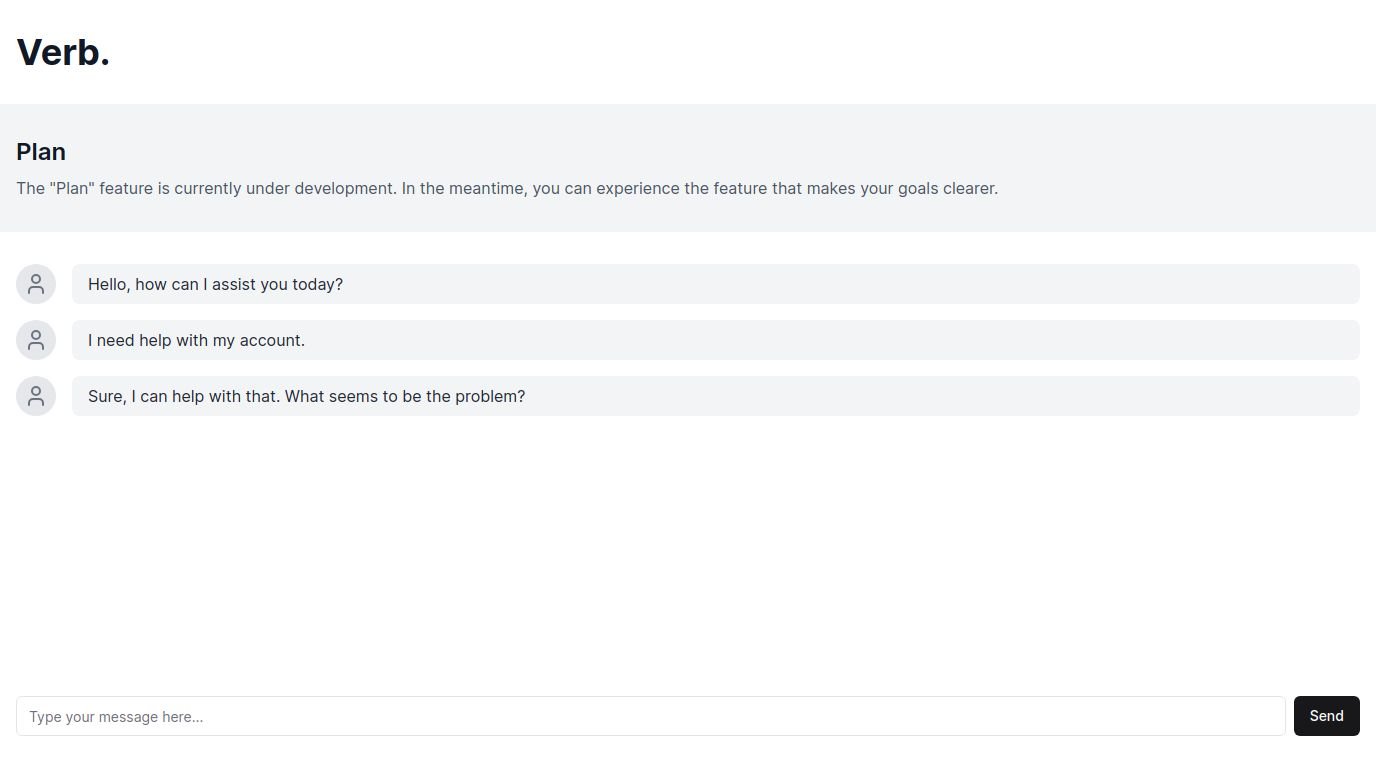 Verb.
Plan
The "Plan" feature is currently under development. In the meantime, you can experience the feature that makes your goals clearer.
Hello, how can I assist you today?
I need help with my account.
Sure, I can help with that. What seems to be the problem?
Type your message here...
Send